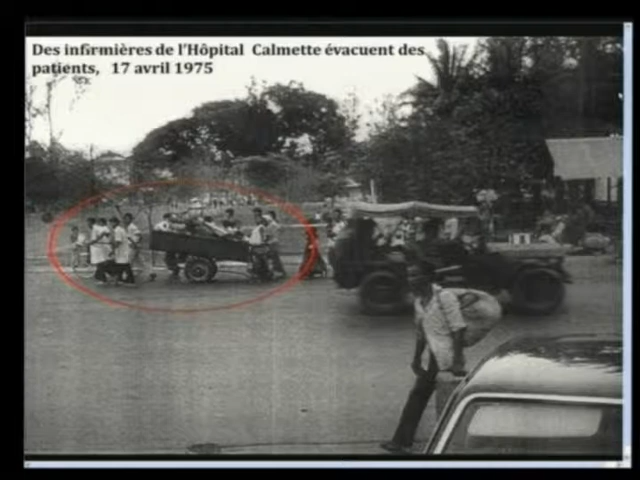 Des infirmières de l'Hôpital Calmette évacuent des
patients, 17 avril 1975